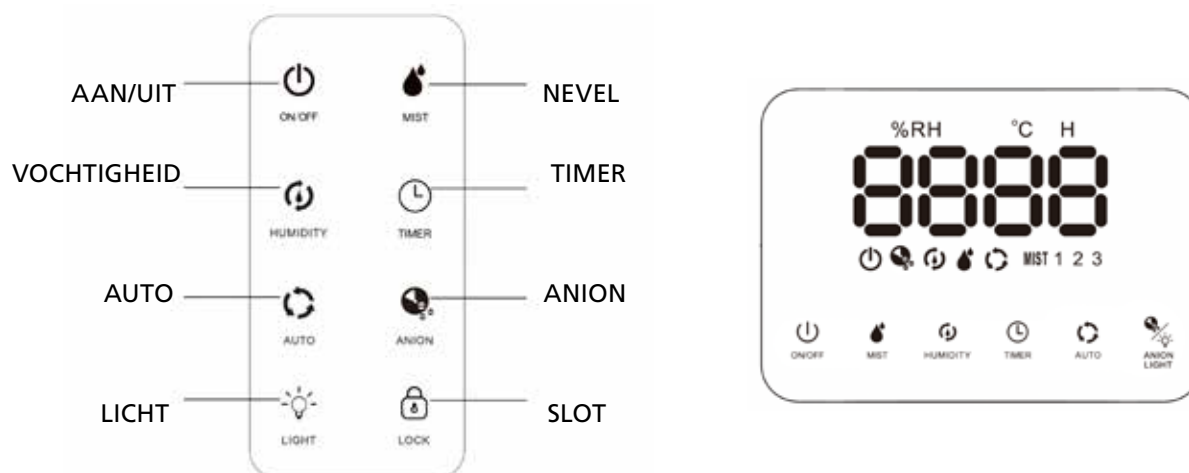 AAN/UIT
NEVEL
ON/OFF
MIST
VOCHTIGHEID
TIMER
HUMIDITY
TIMER
AUTO
ANION
AUTO
ANION
LICHT
SLOT
LIGHT
LOCK
%RH °C H
8888
MIST 1 2 3
ON/OFF MIST HUMIDITY TIMER AUTO ANION
LIGHT